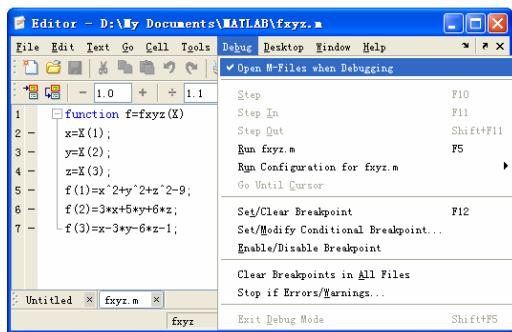 Editor - D:\My Documents\MATLAB\fxyz.m
File Edit Text Go Cell Tools Debug Desktop Window Help
- 1.0 + ÷ 1.1
1 function f=fxyz(X)
2 - x=X(1);
3 - y=X(2);
4 - z=X(3);
5 - f(1)=x^2+y^2+z^2-9;
6 - f(2)=3*x+5*y+6*z;
7 - f(3)=x-3*y-6*z-1;
Open M-Files when Debugging
Step F10
Step In F11
Step Out Shift+F11
Run fxyz.m F5
Run Configuration for fxyz.m
Go Until Cursor
Set/Clear Breakpoint F12
Set/Modify Conditional Breakpoint...
Enable/Disable Breakpoint
Clear Breakpoints in All Files
Stop if Errors/Warnings...
Exit Debug Mode Shift+F5
Untitled × fxyz.m ×
fxyz